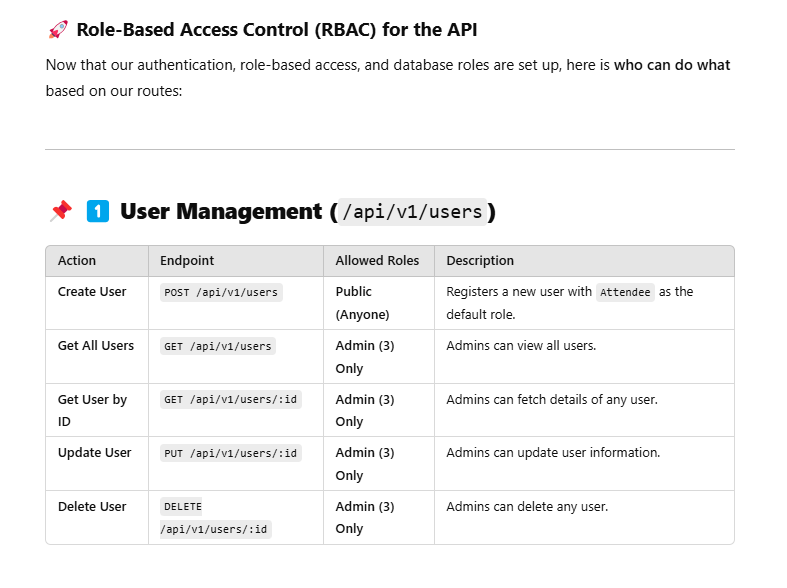 🚀 Role-Based Access Control (RBAC) for the API
Now that our authentication, role-based access, and database roles are set up, here is who can do what
based on our routes:
📌 1️⃣ User Management (/api/v1/users)
Action Endpoint Allowed Roles Description
Create User POST /api/v1/users Public Registers a new user with Attendee as the
(Anyone) default role.
Get All Users GET /api/v1/users Admin (3) Admins can view all users.
Only
Get User by GET /api/v1/users/:id Admin (3) Admins can fetch details of any user.
ID Only
Update User PUT /api/v1/users/:id Admin (3) Admins can update user information.
Only
Delete User DELETE Admin (3) Admins can delete any user.
/api/v1/users/:id Only